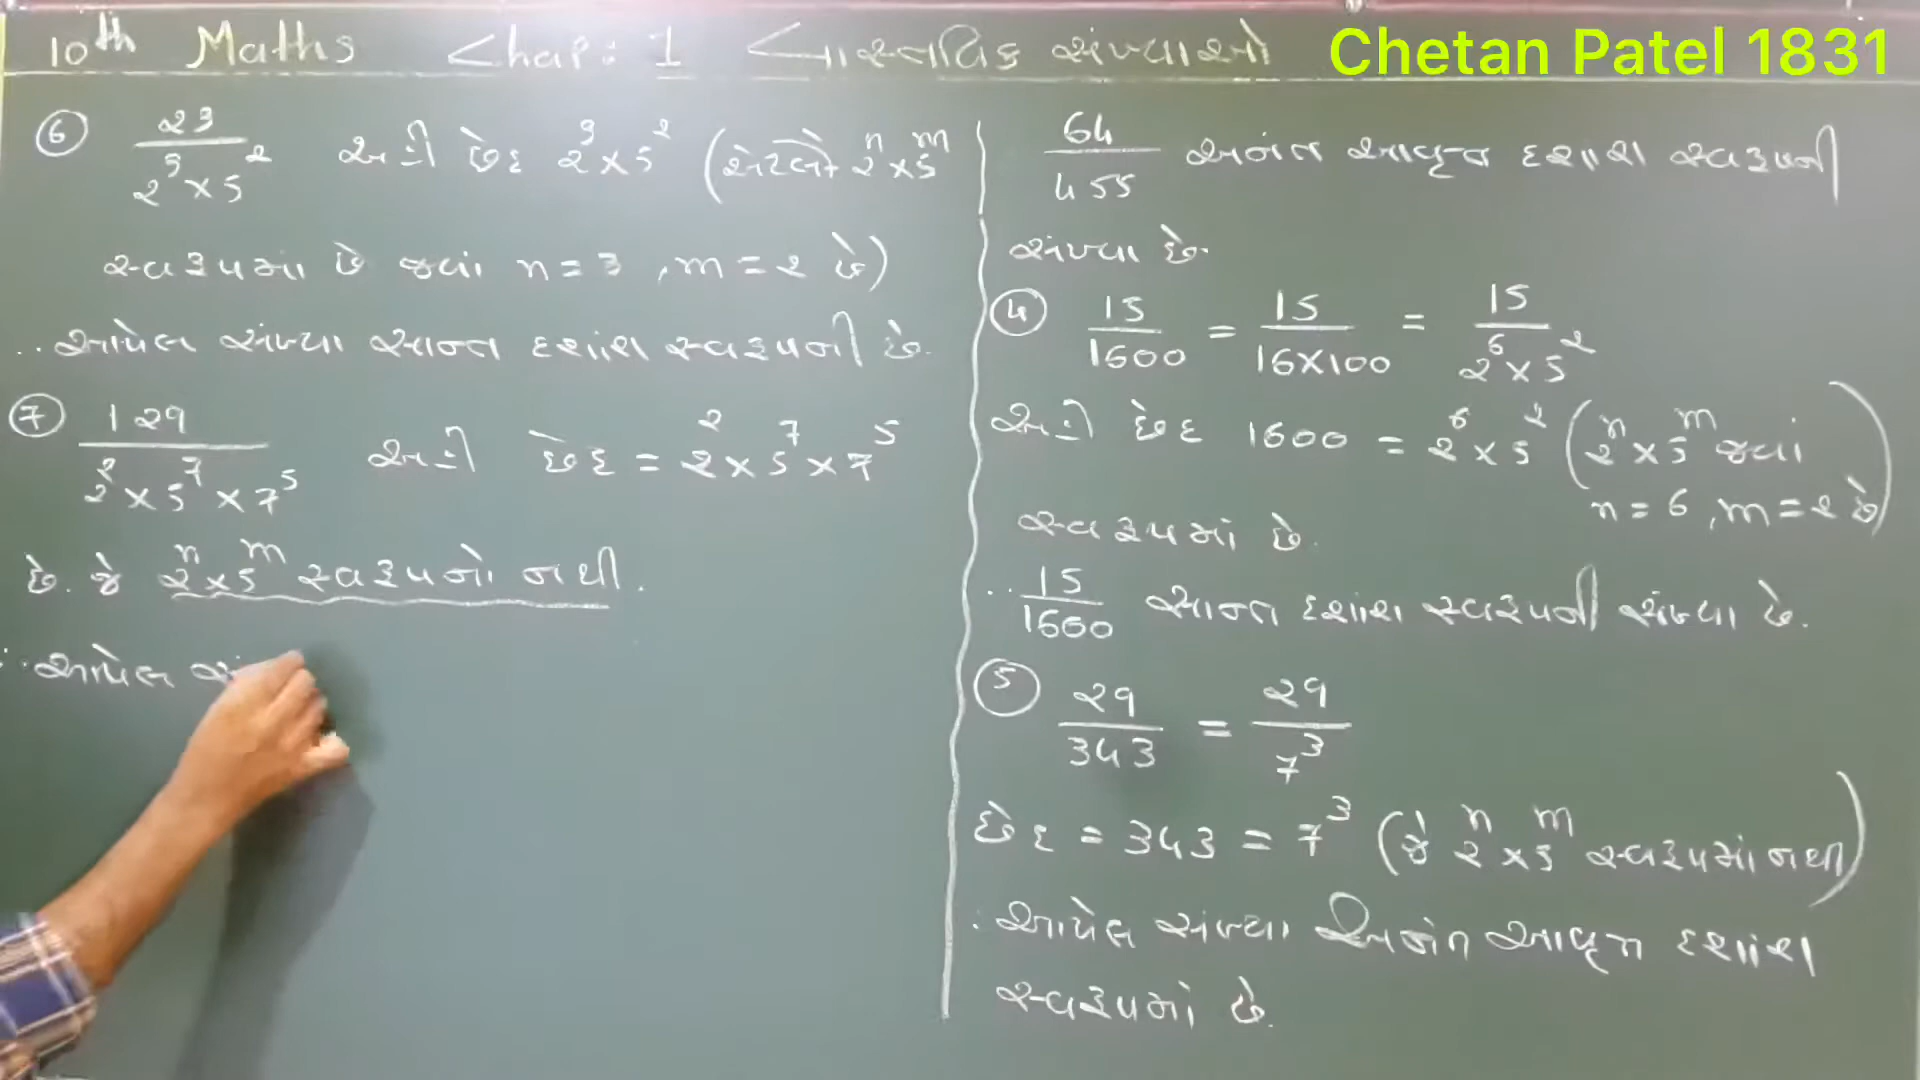 10th Maths Chap: 1 વાસ્તવિક સંખ્યાઓ
Chetan Patel 1831
⑥ 23/(2³×5²) અહી છેદ 2³×5² (એટલે 2ⁿ×5ᵐ
સ્વરૂપમા છે જ્યાં n=3, m=2 છે)
∴ આપેલ સંખ્યા સાન્ત દશાંશ સ્વરૂપની છે.
⑦ 129/(2²×5⁷×7⁵) અહી છેદ = 2²×5⁷×7⁵
છે. જે 2ⁿ×5ᵐ સ્વરૂપનો નથી.
∴ આપેલ સં
64/455 અનંત આવૃત્ત દશાંશ સ્વરૂપની
સંખ્યા છે.
④ 15/1600 = 15/(16×100) = 15/(2⁶×5²)
અહી છેદ 1600 = 2⁶×5² (2ⁿ×5ᵐ જ્યાં
n=6, m=2 છે)
સ્વરૂપમાં છે.
∴ 15/1600 સાન્ત દશાંશ સ્વરૂપની સંખ્યા છે.
⑤ 29/343 = 29/7³
છેદ = 343 = 7³ (જે 2ⁿ×5ᵐ સ્વરૂપમાં નથી)
∴ આપેલ સંખ્યા અનંત આવૃત્ત દશાંશ
સ્વરૂપમાં છે.